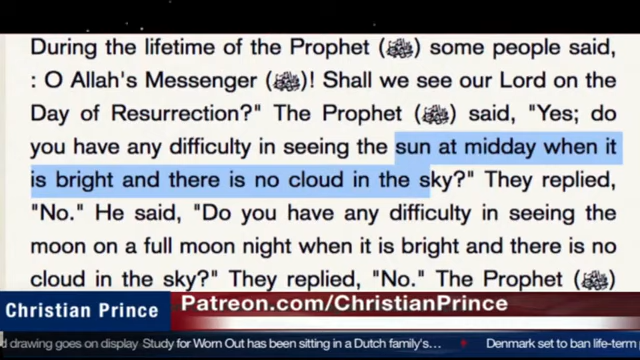 During the lifetime of the Prophet (ﷺ) some people said,
: O Allah's Messenger (ﷺ)! Shall we see our Lord on the
Day of Resurrection?" The Prophet (ﷺ) said, "Yes; do
you have any difficulty in seeing the sun at midday when it
is bright and there is no cloud in the sky?" They replied,
"No." He said, "Do you have any difficulty in seeing the
moon on a full moon night when it is bright and there is no
cloud in the sky?" They replied, "No." The Prophet (ﷺ)
Christian Prince
Patreon.com/ChristianPrince
d drawing goes on display Study for Worn Out has been sitting in a Dutch family's... Denmark set to ban life-term